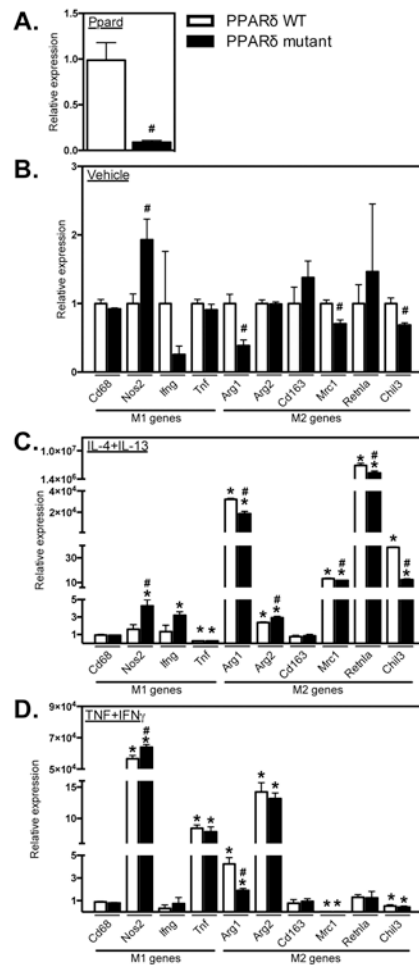 A.
Ppard
PPARδ WT
PPARδ mutant
Relative expression
1.5
1.0
0.5
0.0
#
B.
Vehicle
Relative expression
3
2
1
0
# # # #
Cd68 Nos2 Ifng Tnf Arg1 Arg2 Cd163 Mrc1 Retnla Chil3
M1 genes M2 genes
C.
IL-4+IL-13
Relative expression
1.0×10⁷
1.4×10⁶
4×10⁴
2×10⁴
30
10
5
3
1
Cd68 Nos2 Ifng Tnf Arg1 Arg2 Cd163 Mrc1 Retnla Chil3
M1 genes M2 genes
D.
TNF+IFNγ
Relative expression
9×10⁴
7×10⁴
5×10⁴
15
10
5
3
1
Cd68 Nos2 Ifng Tnf Arg1 Arg2 Cd163 Mrc1 Retnla Chil3
M1 genes M2 genes